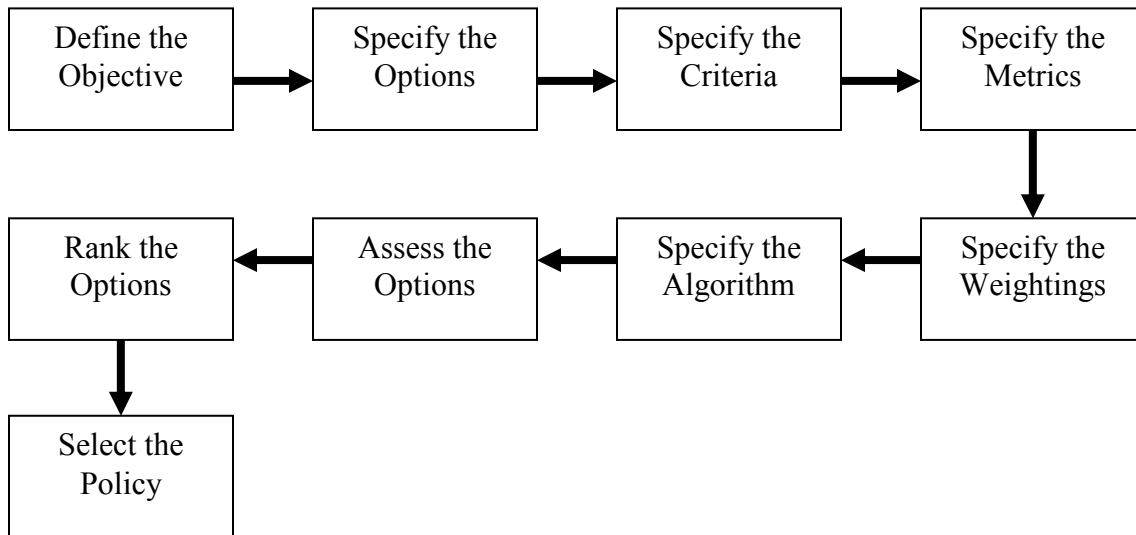 Define the
Objective
Specify the
Options
Specify the
Criteria
Specify the
Metrics
Specify the
Weightings
Specify the
Algorithm
Assess the
Options
Rank the
Options
Select the
Policy